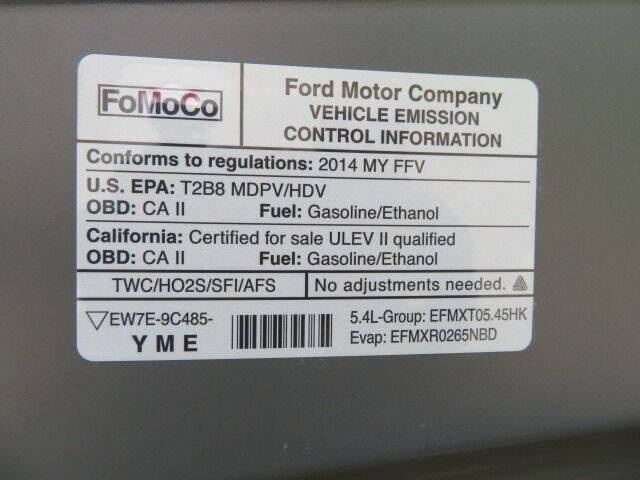 FoMoCo
Ford Motor Company
VEHICLE EMISSION
CONTROL INFORMATION
Conforms to regulations: 2014 MY FFV
U.S. EPA: T2B8 MDPV/HDV
OBD: CA II Fuel: Gasoline/Ethanol
California: Certified for sale ULEV II qualified
OBD: CA II Fuel: Gasoline/Ethanol
TWC/HO2S/SFI/AFS No adjustments needed.
EW7E-9C485-
YME
5.4L-Group: EFMXT05.45HK
Evap: EFMXR0265NBD